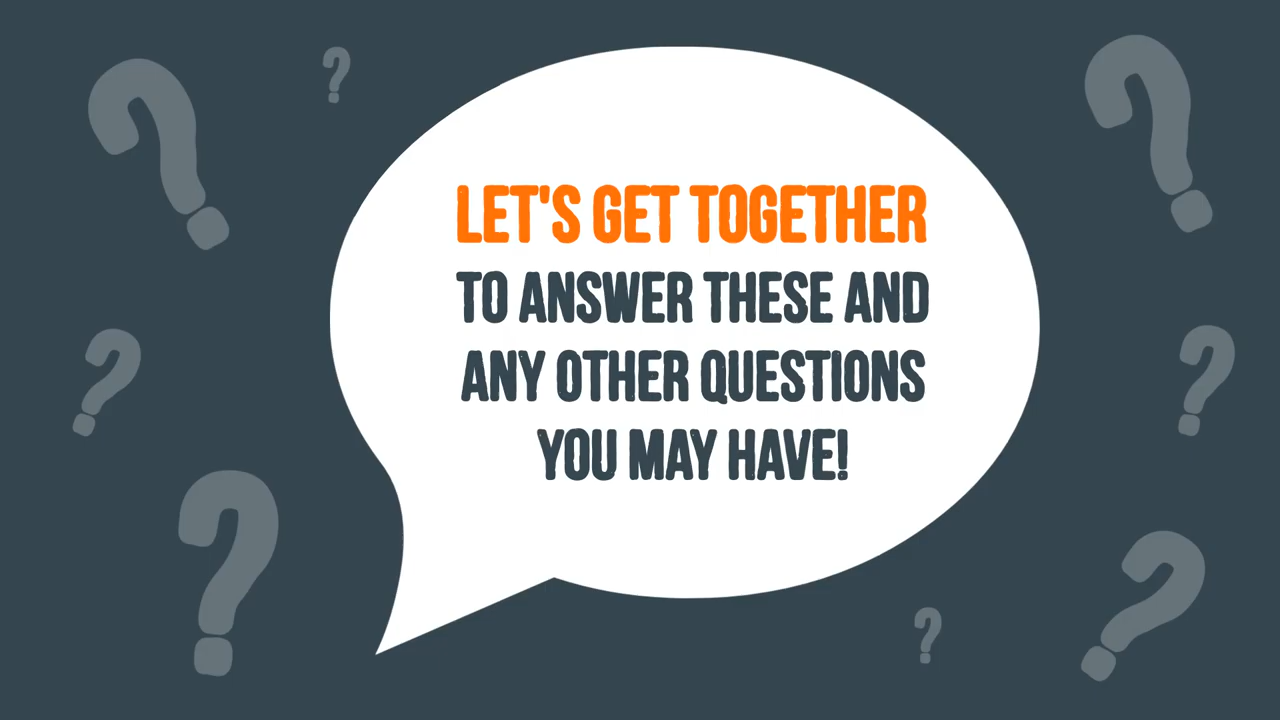 LET'S GET TOGETHER
TO ANSWER THESE AND
ANY OTHER QUESTIONS
YOU MAY HAVE!